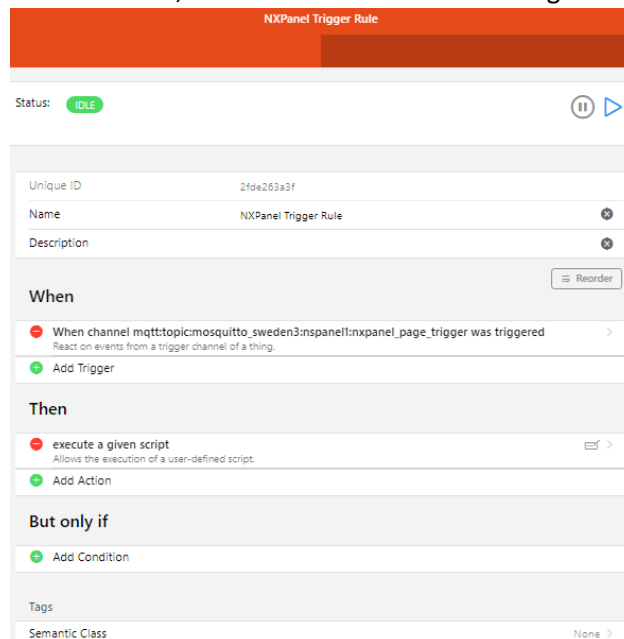 NXPanel Trigger Rule
Status: IDLE
Unique ID 2fde263a3f
Name NXPanel Trigger Rule
Description
Reorder
When
When channel mqtt:topic:mosquitto_sweden3:nspanel1:nxpanel_page_trigger was triggered
React on events from a trigger channel of a thing.
Add Trigger
Then
execute a given script
Allows the execution of a user-defined script.
Add Action
But only if
Add Condition
Tags
Semantic Class None